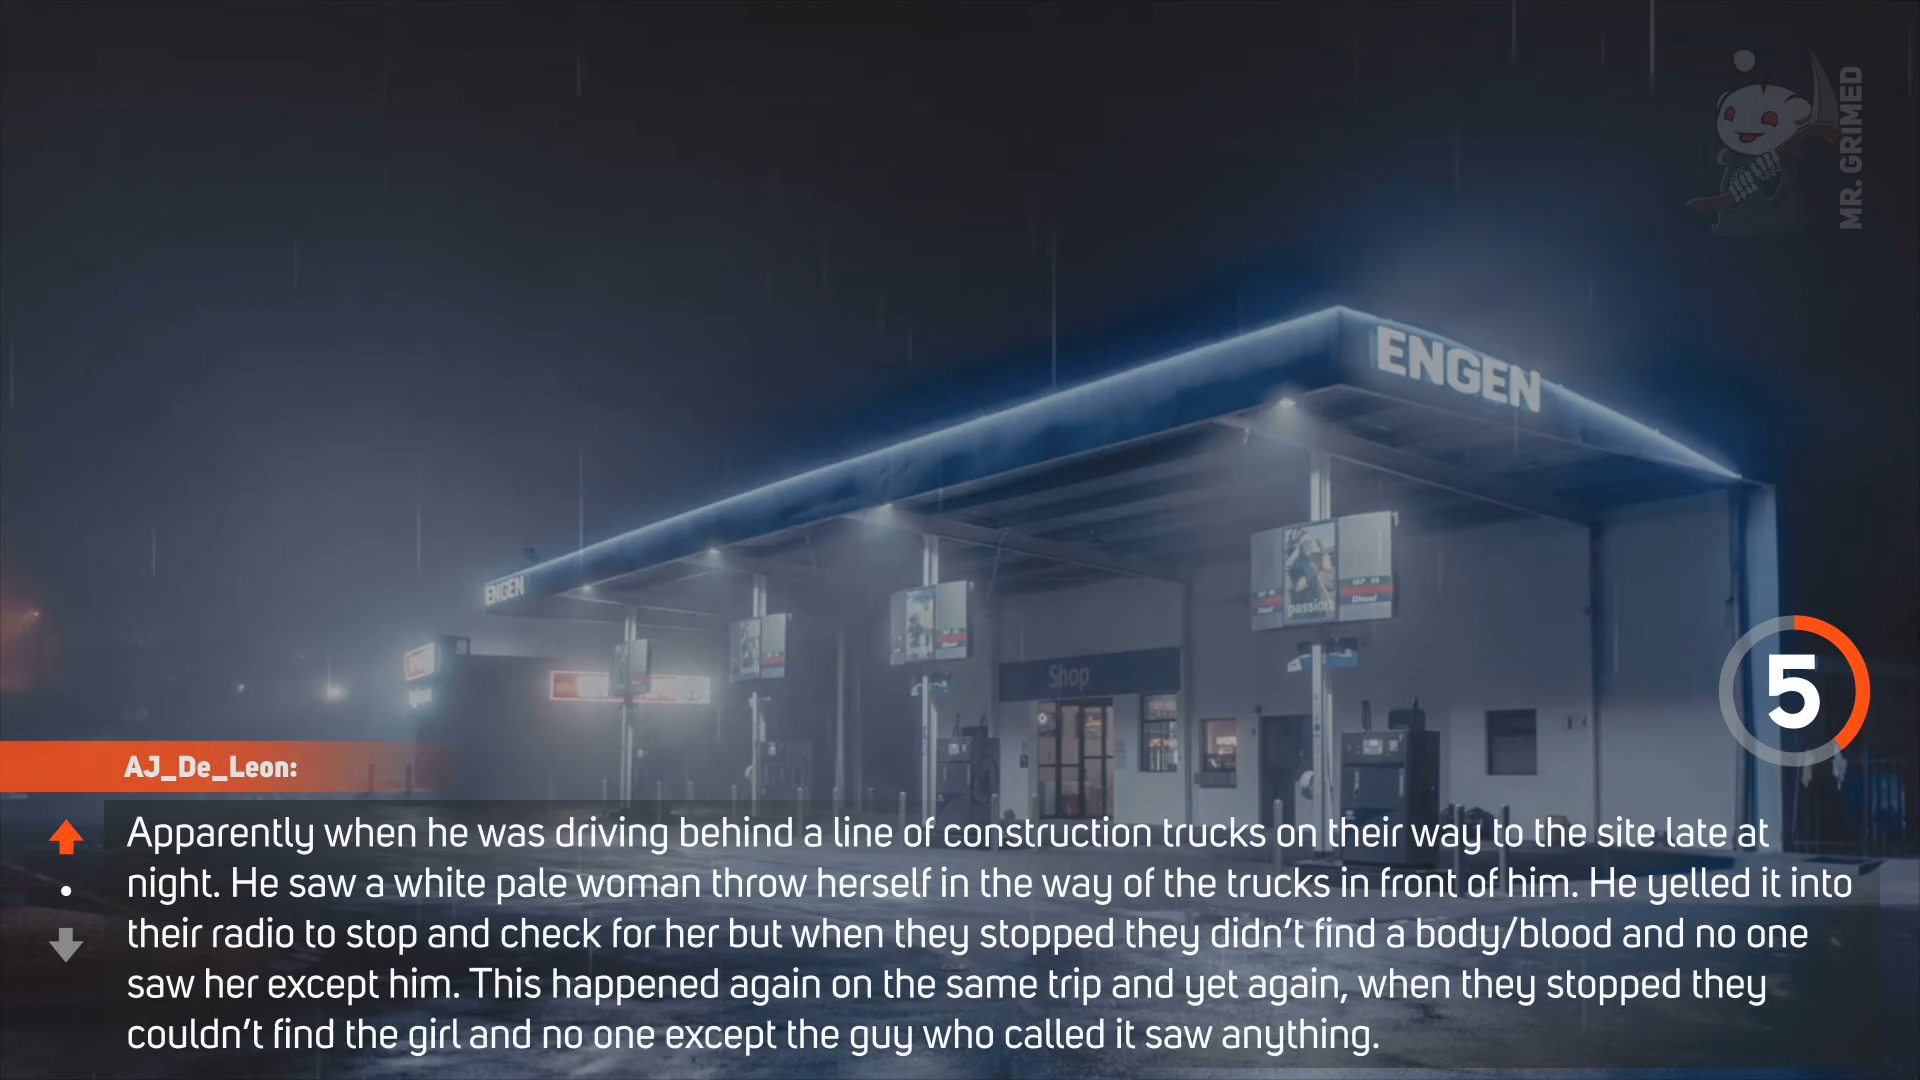 MR. GRIMED
ENGEN
ENGEN
passion
Shop
5
AJ_De_Leon:
Apparently when he was driving behind a line of construction trucks on their way to the site late at
night. He saw a white pale woman throw herself in the way of the trucks in front of him. He yelled it into
their radio to stop and check for her but when they stopped they didn't find a body/blood and no one
saw her except him. This happened again on the same trip and yet again, when they stopped they
couldn't find the girl and no one except the guy who called it saw anything.